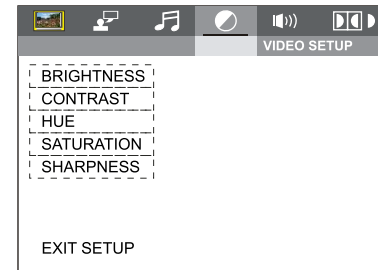 VIDEO SETUP
BRIGHTNESS
CONTRAST
HUE
SATURATION
SHARPNESS
EXIT SETUP